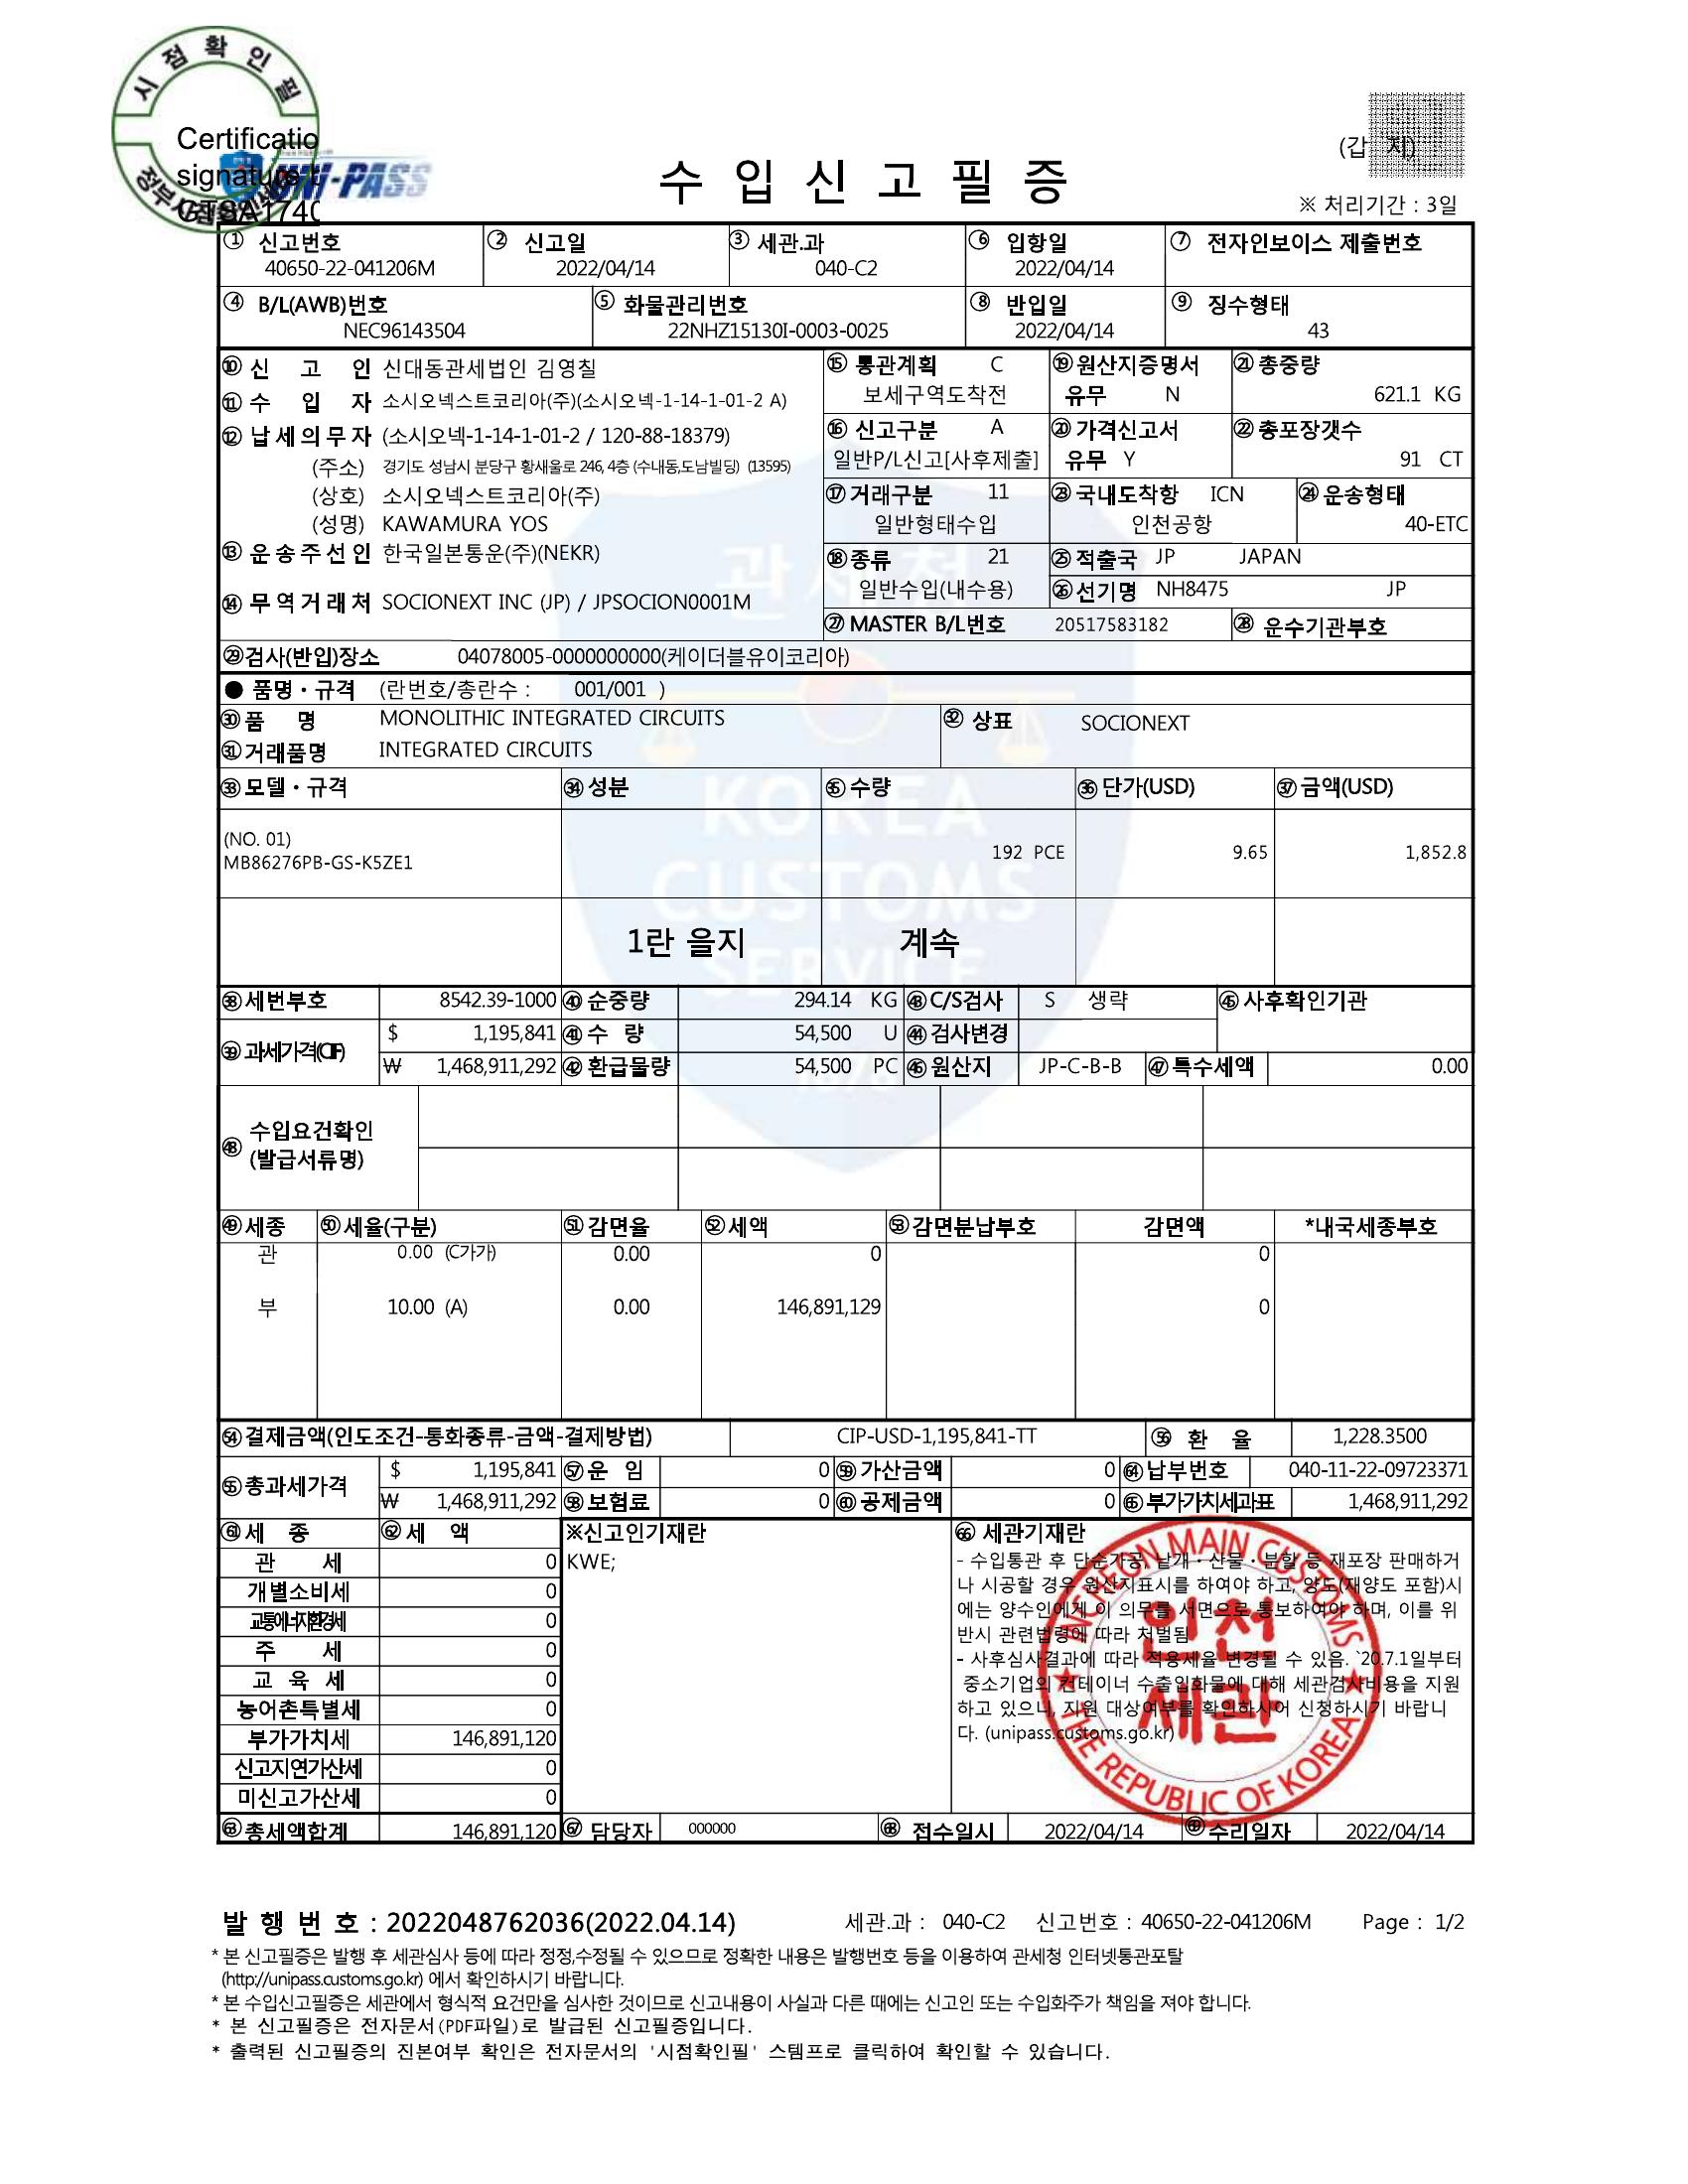 시점확인필
Certificatio
UNI-PASS
(갑 지)
수 입 신 고 필 증
※ 처리기간 : 3일
① 신고번호 ② 신고일 ③ 세관.과 ⑥ 입항일 ⑦ 전자인보이스 제출번호
40650-22-041206M 2022/04/14 040-C2 2022/04/14
④ B/L(AWB)번호 ⑤ 화물관리번호 ⑧ 반입일 ⑨ 징수형태
NEC96143504 22NHZ15130I-0003-0025 2022/04/14 43
⑩ 신 고 인 신대동관세법인 김영칠
⑪ 수 입 자 소시오넥스트코리아(주)(소시오넥-1-14-1-01-2 A)
⑫ 납세의무자 (소시오넥-1-14-1-01-2 / 120-88-18379)
(주소) 경기도 성남시 분당구 황새울로 246, 4층 (수내동,도남빌딩) (13595)
(상호) 소시오넥스트코리아(주)
(성명) KAWAMURA YOS
⑬ 운송주선인 한국일본통운(주)(NEKR)
⑭ 무역거래처 SOCIONEXT INC (JP) / JPSOCION0001M
⑮ 통관계획 C
보세구역도착전
⑯ 신고구분 A
일반P/L신고[사후제출]
⑰ 거래구분 11
일반형태수입
⑱ 종류 21
일반수입(내수용)
⑲ 원산지증명서
유무 N
⑳ 가격신고서
유무 Y
㉑ 총중량
621.1 KG
㉒ 총포장갯수
91 CT
㉓ 국내도착항 ICN
인천공항
㉔ 운송형태
40-ETC
㉕ 적출국 JP JAPAN
㉖ 선기명 NH8475 JP
㉗ MASTER B/L번호 20517583182 ㉘ 운수기관부호
㉙ 검사(반입)장소 04078005-0000000000(케이더블유이코리아)
● 품명·규격 (란번호/총란수 : 001/001 )
㉚ 품 명 MONOLITHIC INTEGRATED CIRCUITS ㉜ 상표 SOCIONEXT
㉛ 거래품명 INTEGRATED CIRCUITS
㉝ 모델·규격 ㉞ 성분 ㉟ 수량 ㊱ 단가(USD) ㊲ 금액(USD)
(NO. 01)
MB86276PB-GS-K5ZE1 192 PCE 9.65 1,852.8
1란 을지 계속
관세청
KOREA
CUSTOMS
SERVICE
㊳ 세번부호 8542.39-1000 ㊵ 순중량 294.14 KG ㊸ C/S검사 S 생략 ㊺ 사후확인기관
㊴ 과세가격(CIF) $ 1,195,841 ㊶ 수 량 54,500 U ㊹ 검사변경
₩ 1,468,911,292 ㊷ 환급물량 54,500 PC ㊻ 원산지 JP-C-B-B ㊼ 특수세액 0.00
㊽ 수입요건확인
(발급서류명)
㊾ 세종 ㊿ 세율(구분) 51 감면율 52 세액 53 감면분납부호 감면액 *내국세종부호
관 0.00 (C가가) 0.00 0 0
부 10.00 (A) 0.00 146,891,129 0
54 결제금액(인도조건-통화종류-금액-결제방법) CIP-USD-1,195,841-TT 56 환 율 1,228.3500
55 총과세가격 $ 1,195,841 57 운 임 0 59 가산금액 0 64 납부번호 040-11-22-09723371
₩ 1,468,911,292 58 보험료 0 60 공제금액 0 65 부가가치세과표 1,468,911,292
61 세 종 62 세 액 ※신고인기재란 66 세관기재란
관 세 0
개별소비세 0
교통에너지환경세 0
주 세 0
교 육 세 0
농어촌특별세 0
부가가치세 146,891,120
신고지연가산세 0
미신고가산세 0
KWE;
- 수입통관 후 단순가공, 낱개·산물·분할 등 재포장 판매하거
나 시공할 경우 원산지표시를 하여야 하고, 양도(재양도 포함)시
에는 양수인에게 이 의무를 서면으로 통보하여야 하며, 이를 위
반시 관련법령에 따라 처벌됨
- 사후심사결과에 따라 적용세율 변경될 수 있음. `20.7.1일부터
중소기업의 컨테이너 수출입화물에 대해 세관검사비용을 지원
하고 있으니, 지원 대상여부를 확인하시어 신청하시기 바랍니
다. (unipass.customs.go.kr)
INCHEON MAIN CUSTOMS
인천
세관
THE REPUBLIC OF KOREA
63 총세액합계 146,891,120 67 담당자 000000 68 접수일시 2022/04/14 69 수리일자 2022/04/14
발 행 번 호 : 2022048762036(2022.04.14) 세관.과 : 040-C2 신고번호 : 40650-22-041206M Page : 1/2
* 본 신고필증은 발행 후 세관심사 등에 따라 정정,수정될 수 있으므로 정확한 내용은 발행번호 등을 이용하여 관세청 인터넷통관포탈
(http://unipass.customs.go.kr) 에서 확인하시기 바랍니다.
* 본 수입신고필증은 세관에서 형식적 요건만을 심사한 것이므로 신고내용이 사실과 다른 때에는 신고인 또는 수입화주가 책임을 져야 합니다.
* 본 신고필증은 전자문서(PDF파일)로 발급된 신고필증입니다.
* 출력된 신고필증의 진본여부 확인은 전자문서의 '시점확인필' 스템프로 클릭하여 확인할 수 있습니다.